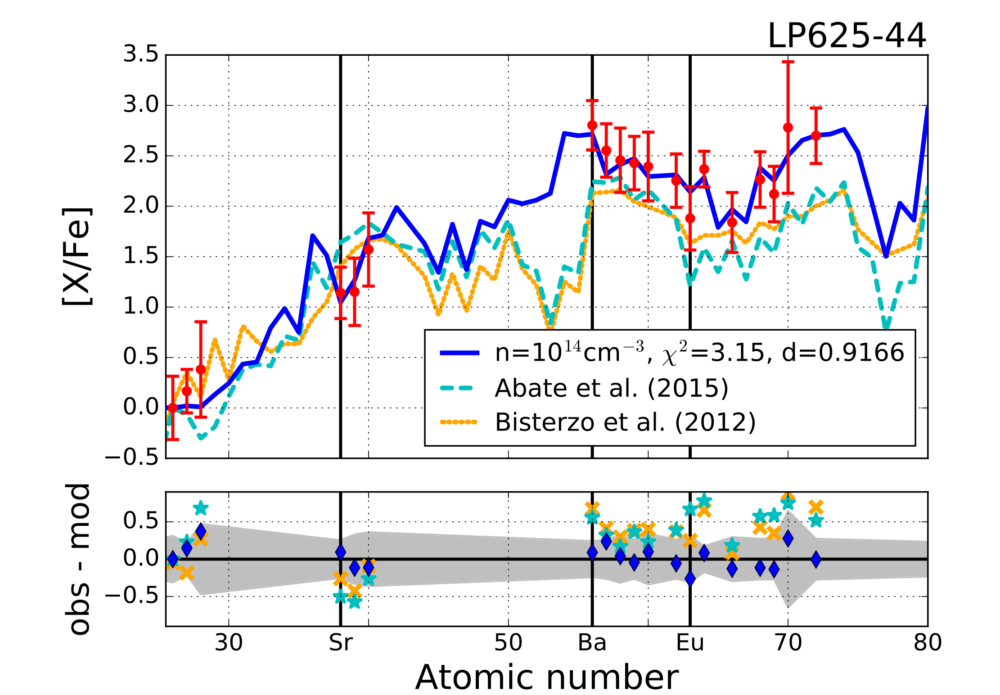 LP625-44
3.5
3.0
2.5
2.0
1.5
1.0
0.5
0.0
−0.5
[X/Fe]
n=10¹⁴cm⁻³, χ²=3.15, d=0.9166
Abate et al. (2015)
Bisterzo et al. (2012)
0.5
0.0
−0.5
obs - mod
30 Sr 50 Ba Eu 70 80
Atomic number